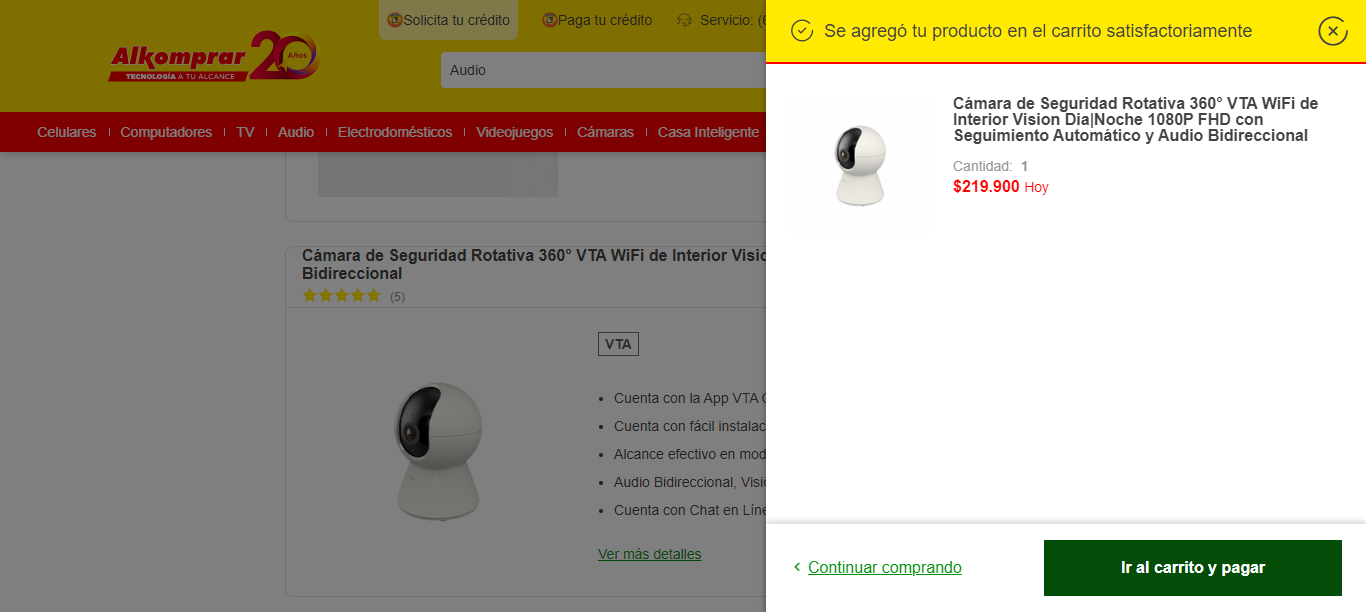 Solicita tu crédito
Paga tu crédito
Servicio: (6
Alkomprar 20 Años
TECNOLOGÍA A TU ALCANCE
Audio
Celulares
Computadores
TV
Audio
Electrodomésticos
Videojuegos
Cámaras
Casa Inteligente
Cámara de Seguridad Rotativa 360° VTA WiFi de Interior Visio
Bidireccional
(5)
VTA
Cuenta con la App VTA
Cuenta con fácil instalac
Alcance efectivo en mod
Audio Bidireccional, Visi
Cuenta con Chat en Líne
Ver más detalles
Se agregó tu producto en el carrito satisfactoriamente
Cámara de Seguridad Rotativa 360° VTA WiFi de
Interior Vision Dia|Noche 1080P FHD con
Seguimiento Automático y Audio Bidireccional
Cantidad: 1
$219.900 Hoy
Continuar comprando
Ir al carrito y pagar